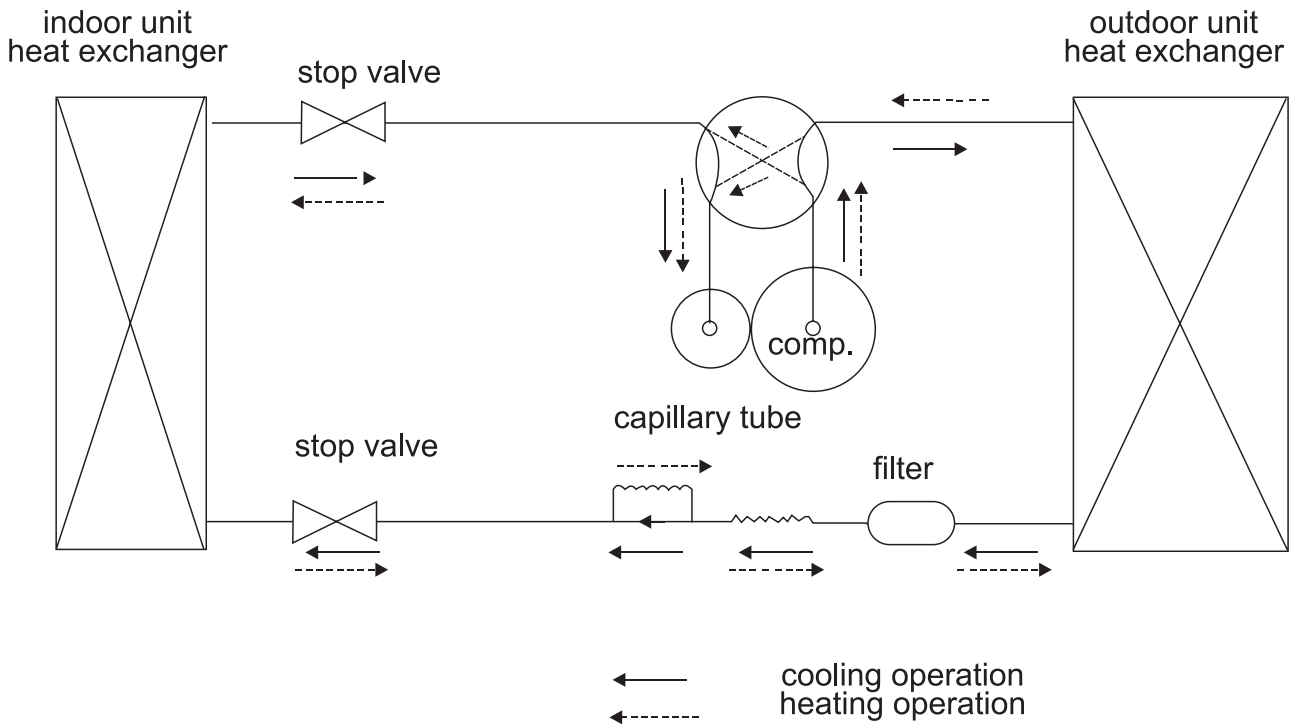 indoor unit
heat exchanger
outdoor unit
heat exchanger
stop valve
comp.
capillary tube
stop valve
filter
cooling operation
heating operation